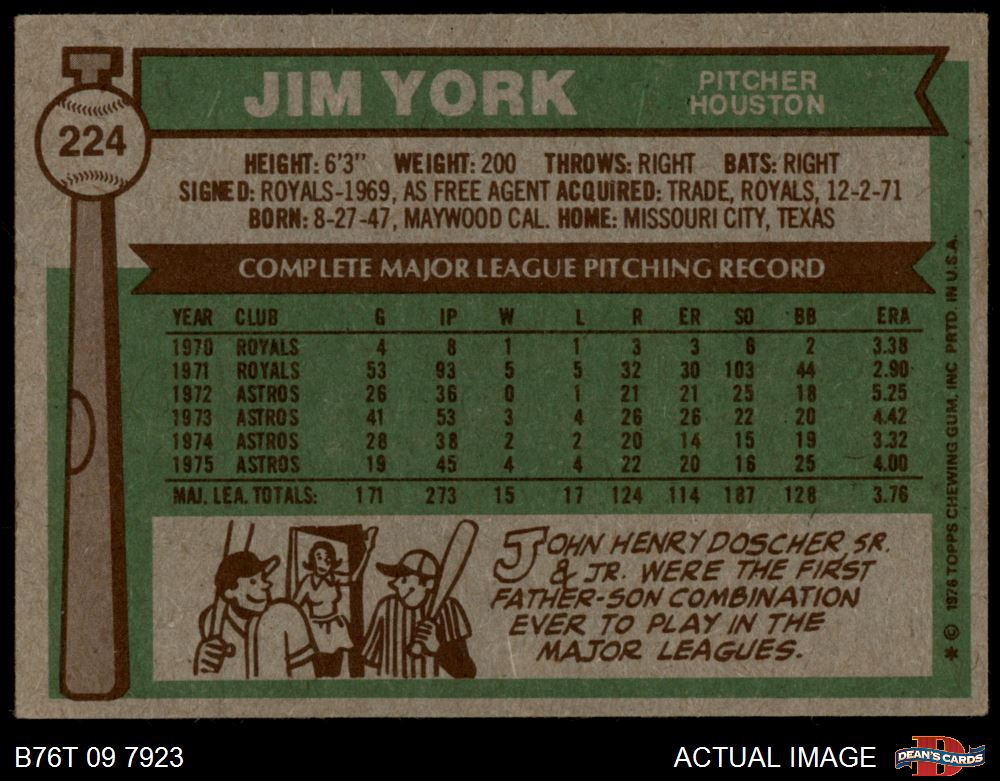 224
JIM YORK
PITCHER
HOUSTON
HEIGHT: 6'3" WEIGHT: 200 THROWS: RIGHT BATS: RIGHT
SIGNED: ROYALS-1969, AS FREE AGENT ACQUIRED: TRADE, ROYALS, 12-2-71
BORN: 8-27-47, MAYWOOD CAL. HOME: MISSOURI CITY, TEXAS
COMPLETE MAJOR LEAGUE PITCHING RECORD
YEAR CLUB G IP W L R ER SO BB ERA
1970 ROYALS 4 8 1 1 3 3 6 2 3.38
1971 ROYALS 53 93 5 5 32 30 103 44 2.90
1972 ASTROS 26 36 0 1 21 21 25 18 5.25
1973 ASTROS 41 53 3 4 26 26 22 20 4.42
1974 ASTROS 28 38 2 2 20 14 15 19 3.32
1975 ASTROS 19 45 4 4 22 20 16 25 4.00
MAJ. LEA. TOTALS: 171 273 15 17 124 114 187 128 3.76
JOHN HENRY DOSCHER, SR.
& JR. WERE THE FIRST
FATHER-SON COMBINATION
EVER TO PLAY IN THE
MAJOR LEAGUES.
* © 1976 TOPPS CHEWING GUM, INC PRTD. IN U.S.A.
B76T 09 7923
ACTUAL IMAGE
D
DEAN'S CARDS